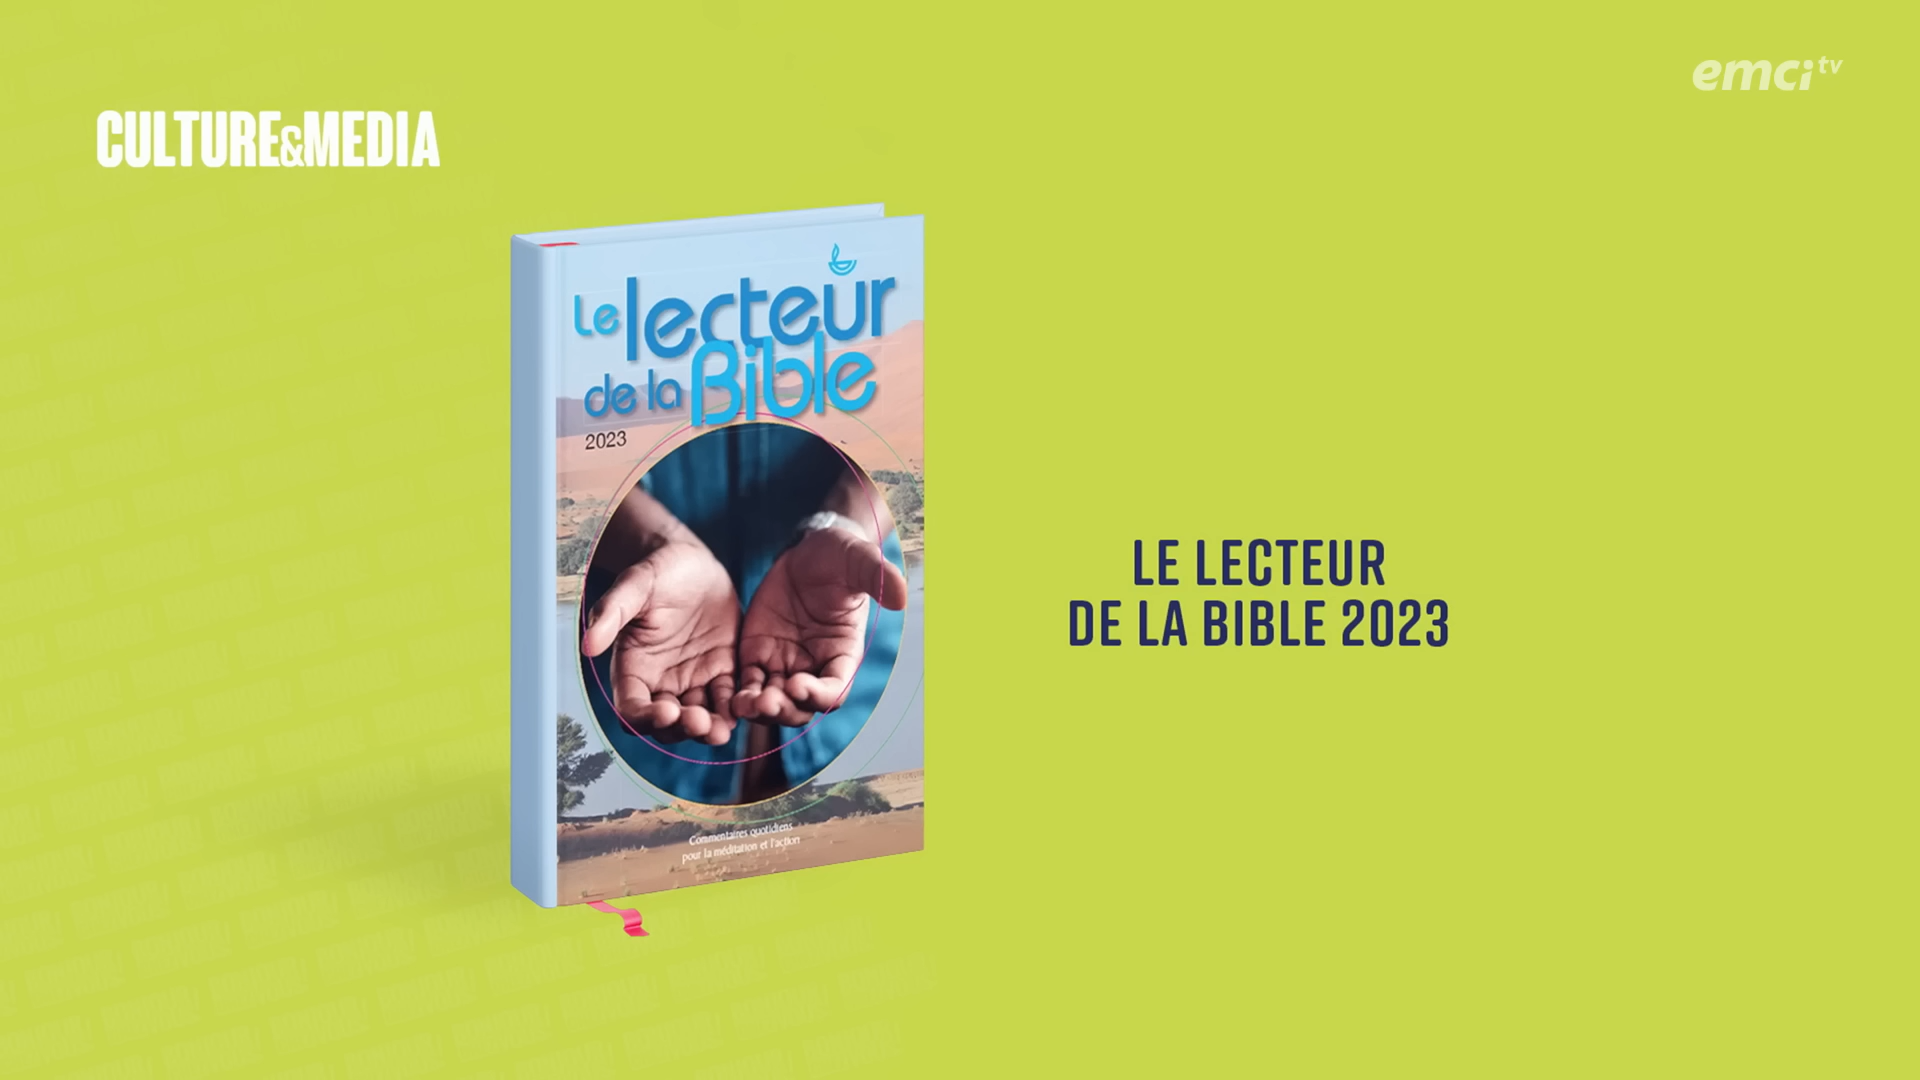 emci tv
CULTURE&MEDIA
Le lecteur
de la Bible
2023
Commentaires quotidiens
pour la méditation et l'action
LE LECTEUR
DE LA BIBLE 2023